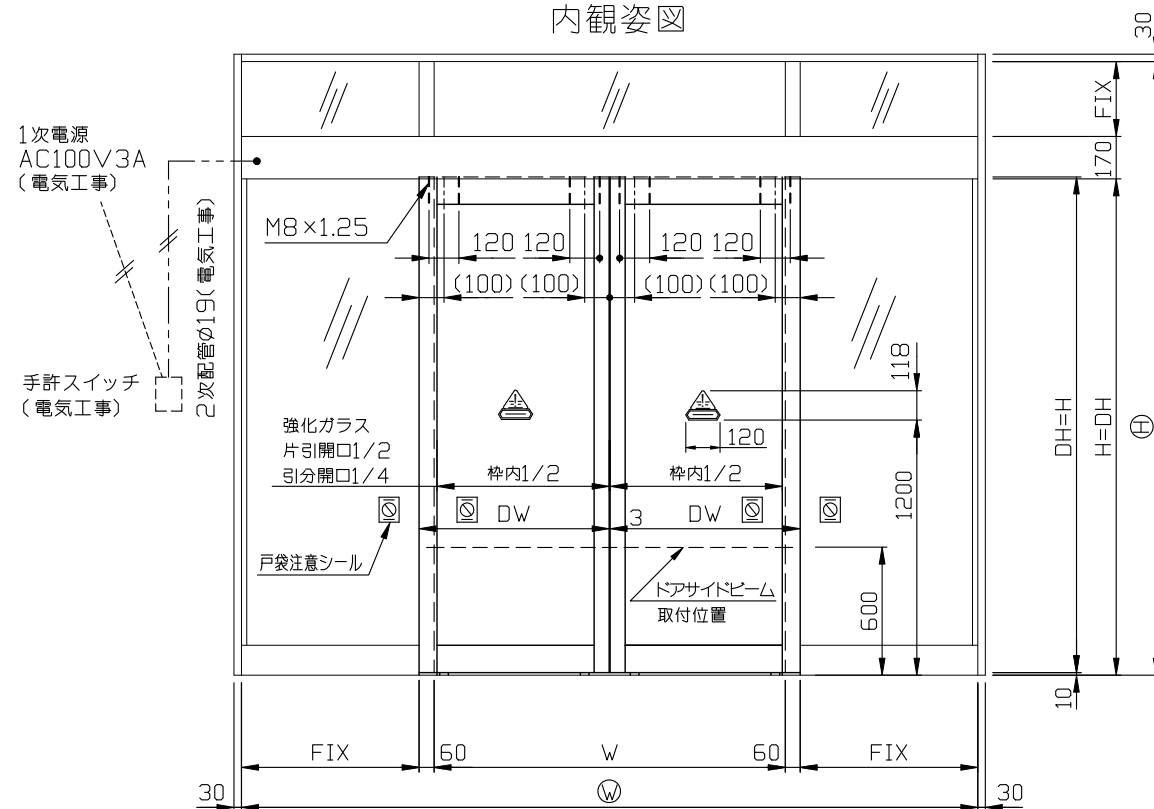 内観姿図
30
1次電源
AC100V3A
(電気工事)
FIX
170
2次配管Ø19(電気工事)
M8×1.25
120 120
120 120
(100)(100)
(100)(100)
手許スイッチ
(電気工事)
118
120
強化ガラス
片引開口1/2
引分開口1/4
枠内1/2
枠内1/2
DH=H
H=DH
Ⓗ
1200
DW
3
DW
戸袋注意シール
ドアサイドビーム
取付位置
600
10
FIX
60
W
60
FIX
30
Ⓦ
30